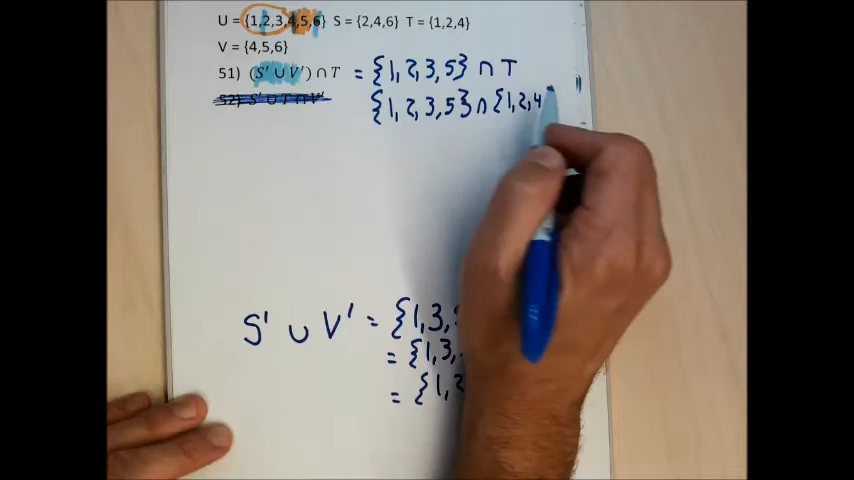 U = {1,2,3,4,5,6} S = {2,4,6} T = {1,2,4}
V = {4,5,6}
51) (S' ∪ V') ∩ T = {1,2,3,5} ∩ T
52) S' ∪ T ∩ V' {1,2,3,5} ∩ {1,2,4
S' ∪ V' = {1,3,
= {1,3,
= {1,2